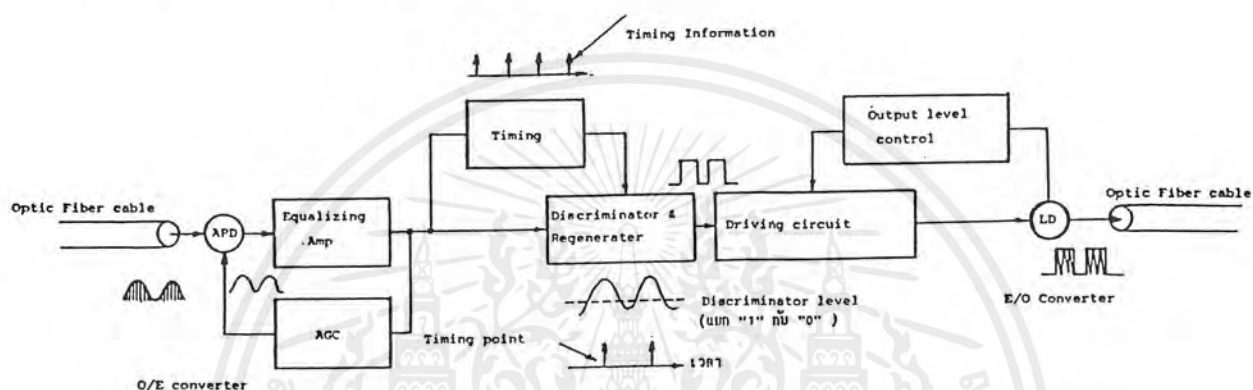 Timing Information
Timing
Output level
control
Optic Fiber cable
APD
Equalizing
Amp
Discriminator &
Regenerater
Driving circuit
LD
Optic Fiber cable
E/O Converter
AGC
Discriminator level
(แยก "1" กับ "0" )
Timing point
เวลา
O/E converter